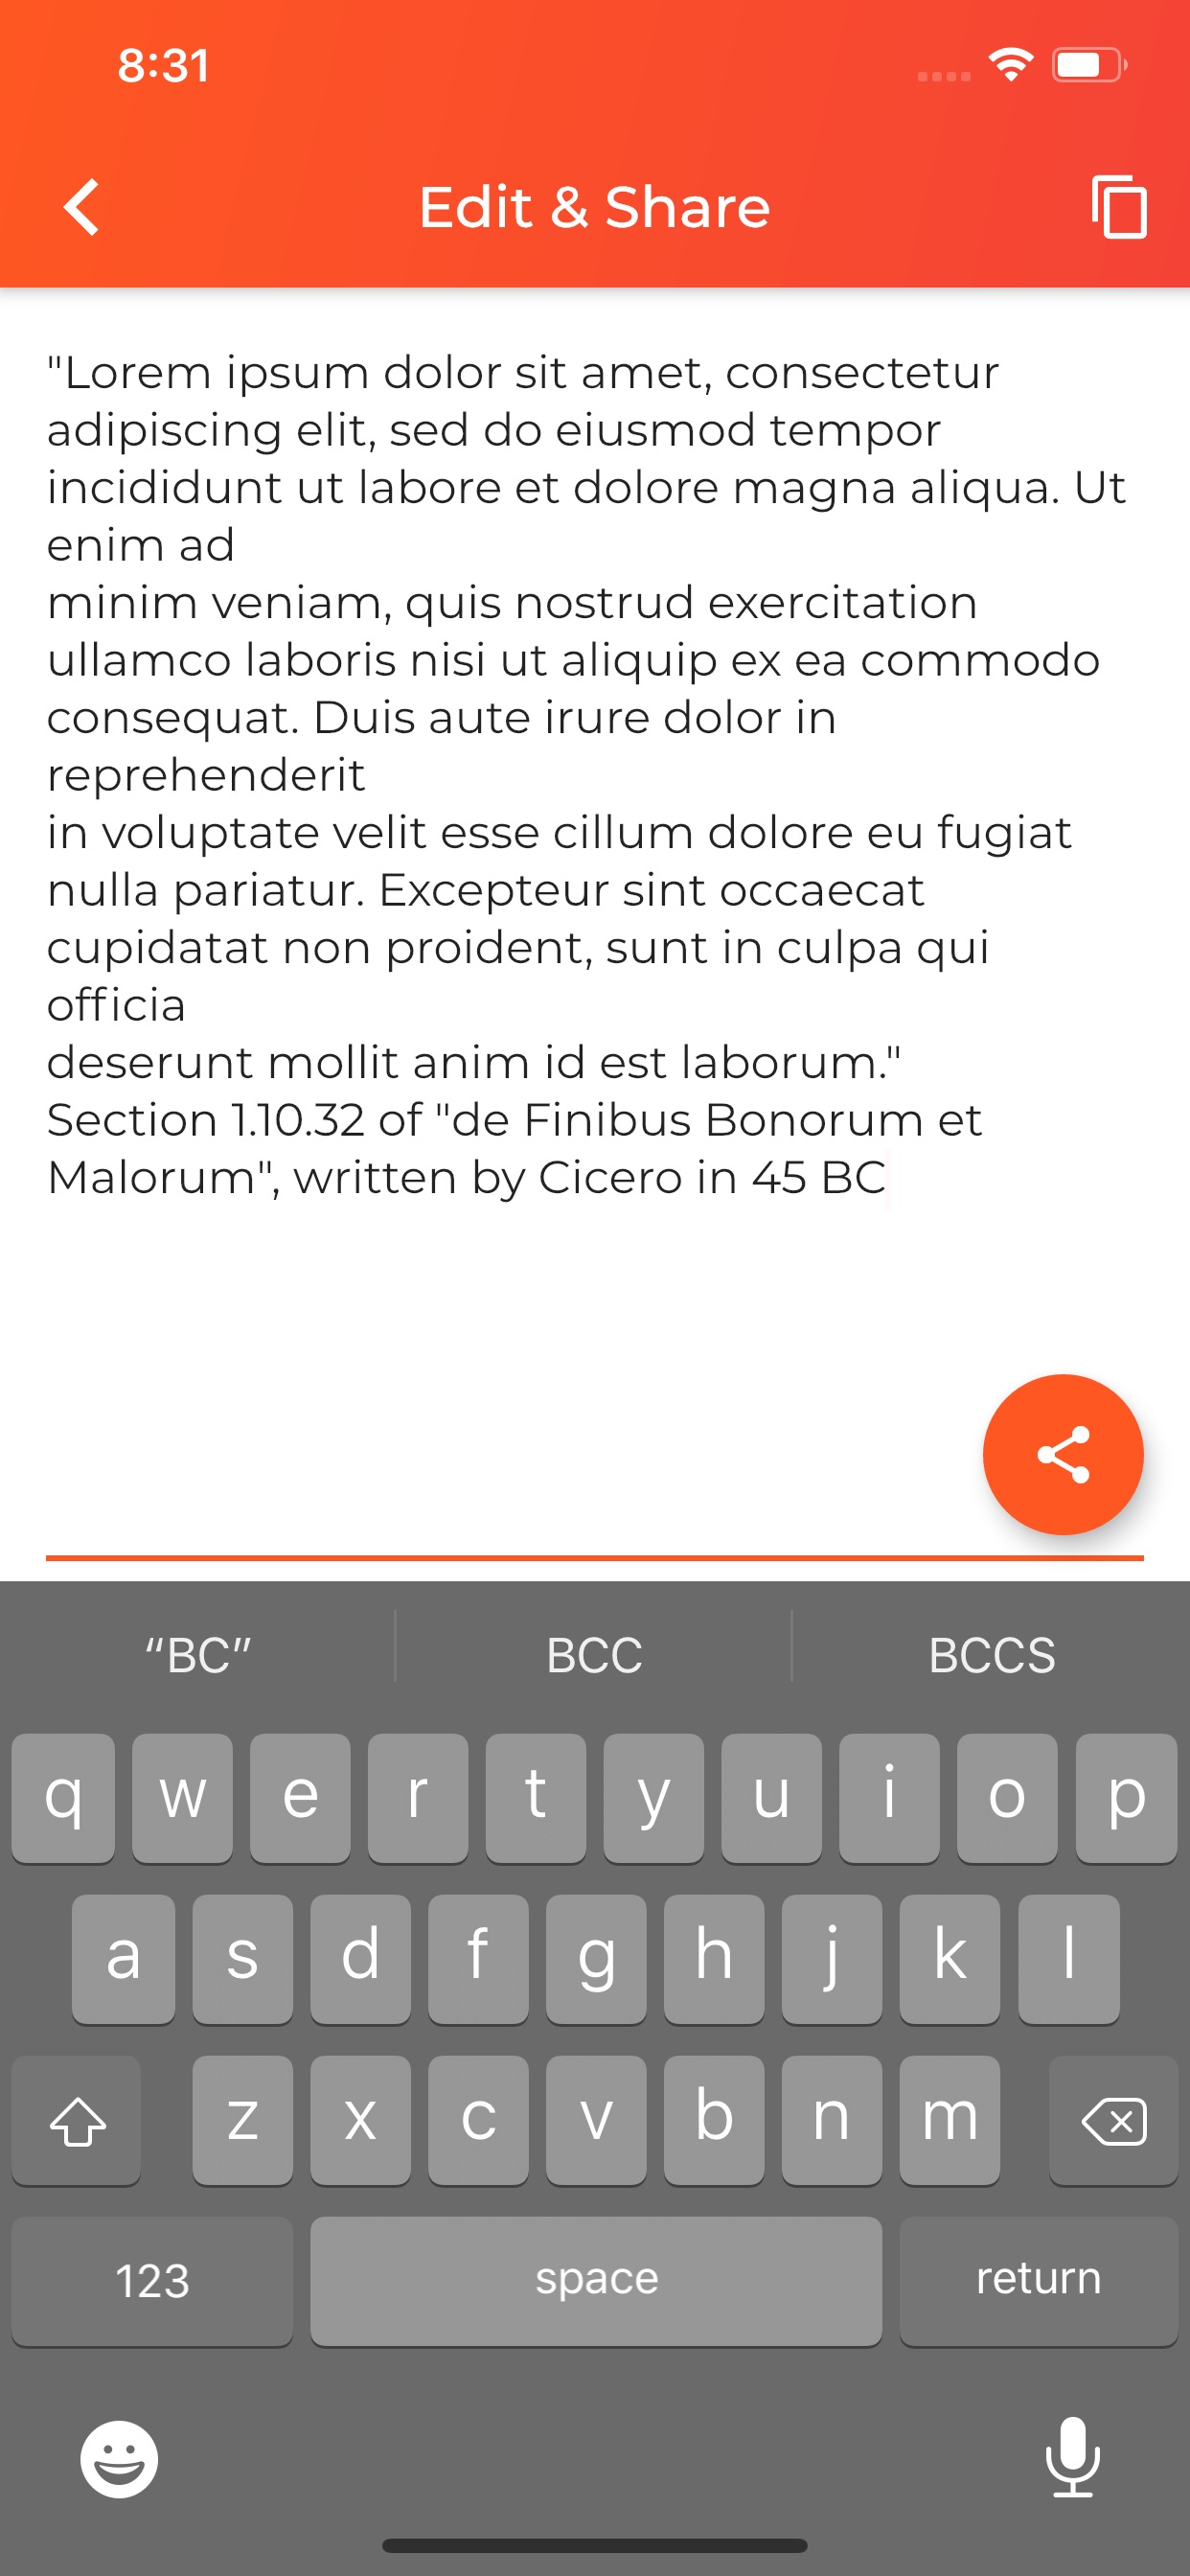 8:31
Edit & Share
"Lorem ipsum dolor sit amet, consectetur
adipiscing elit, sed do eiusmod tempor
incididunt ut labore et dolore magna aliqua. Ut
enim ad
minim veniam, quis nostrud exercitation
ullamco laboris nisi ut aliquip ex ea commodo
consequat. Duis aute irure dolor in
reprehenderit
in voluptate velit esse cillum dolore eu fugiat
nulla pariatur. Excepteur sint occaecat
cupidatat non proident, sunt in culpa qui
officia
deserunt mollit anim id est laborum."
Section 1.10.32 of "de Finibus Bonorum et
Malorum", written by Cicero in 45 BC
“BC” BCC BCCS
q w e r t y u i o p
a s d f g h j k l
z x c v b n m
123 space return